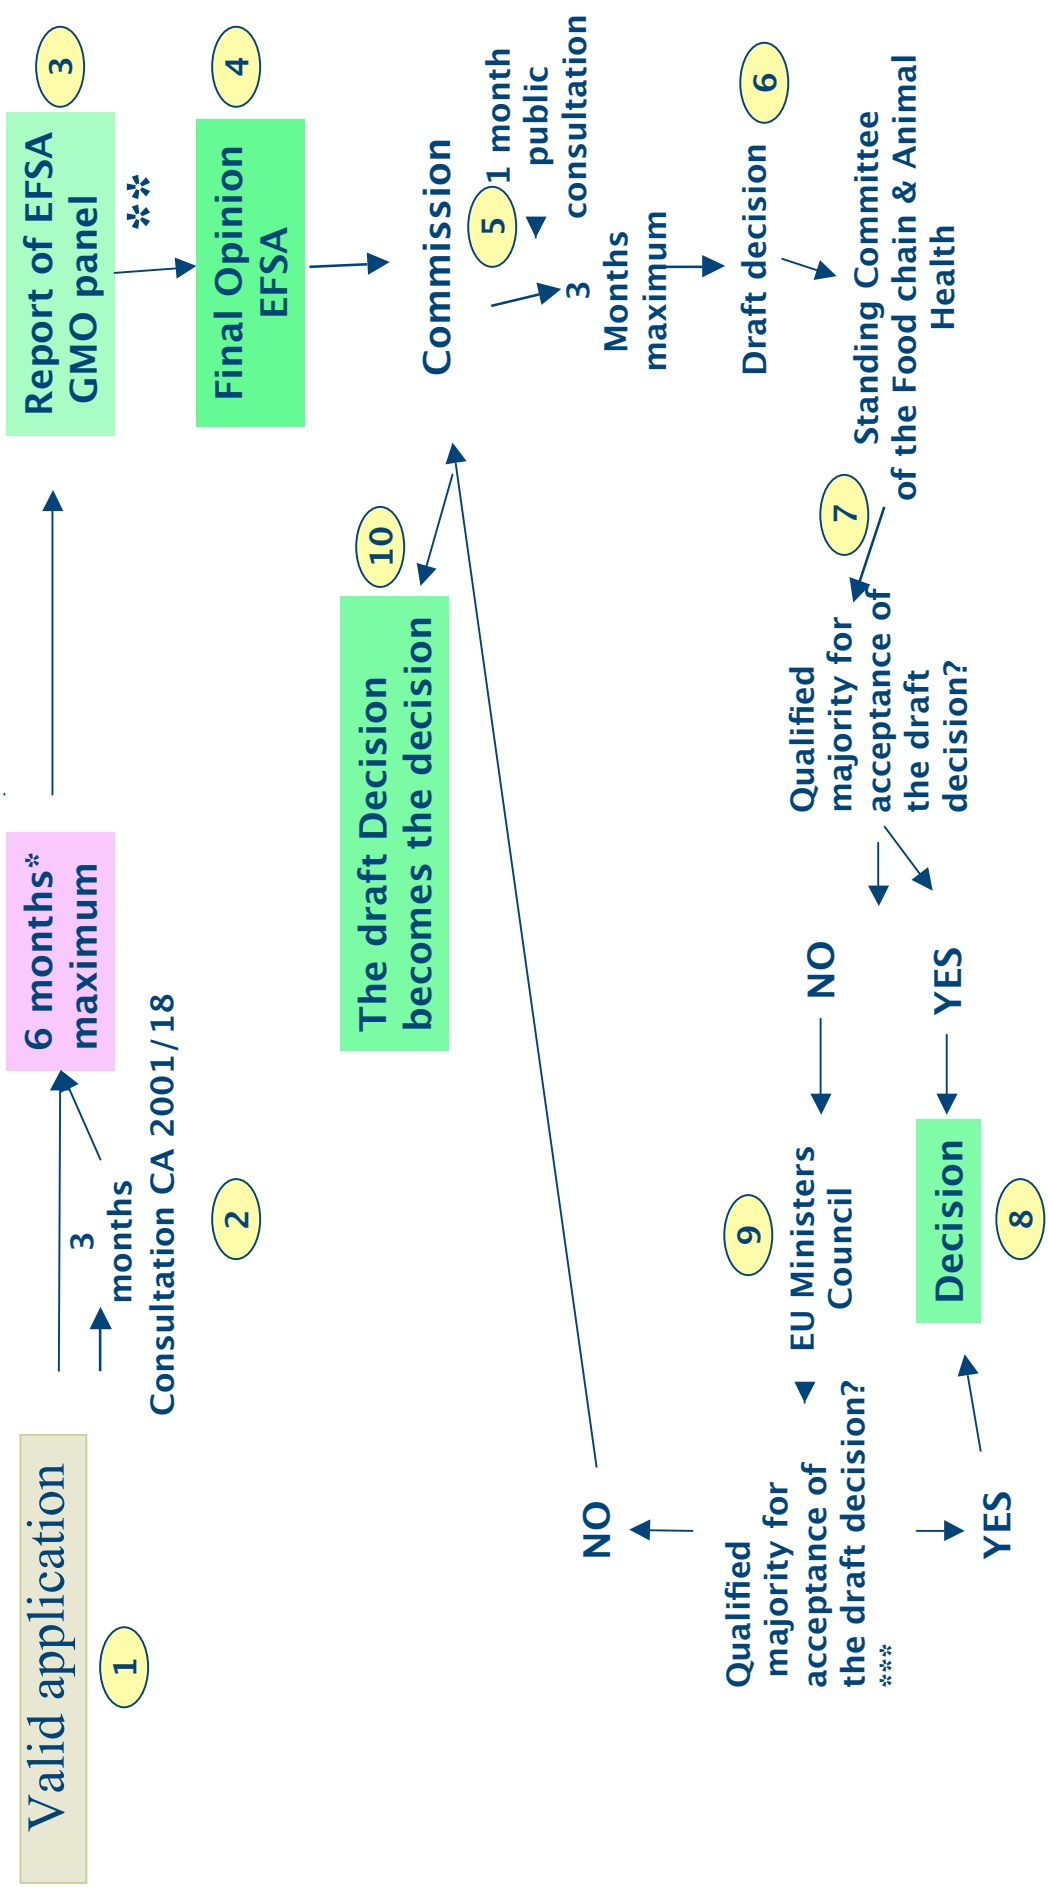 Valid application
1
3
months
Consultation CA 2001/18
2
6 months*
maximum
Report of EFSA
GMO panel
3
**
Final Opinion
EFSA
4
Commission
5
1 month
public
consultation
3
Months
maximum
Draft decision
6
Standing Committee
of the Food chain & Animal
Health
7
Qualified
majority for
acceptance of
the draft
decision?
NO
YES
Decision
8
9
EU Ministers
Council
Qualified
majority for
acceptance of
the draft decision?
***
NO
YES
The draft Decision
becomes the decision
10